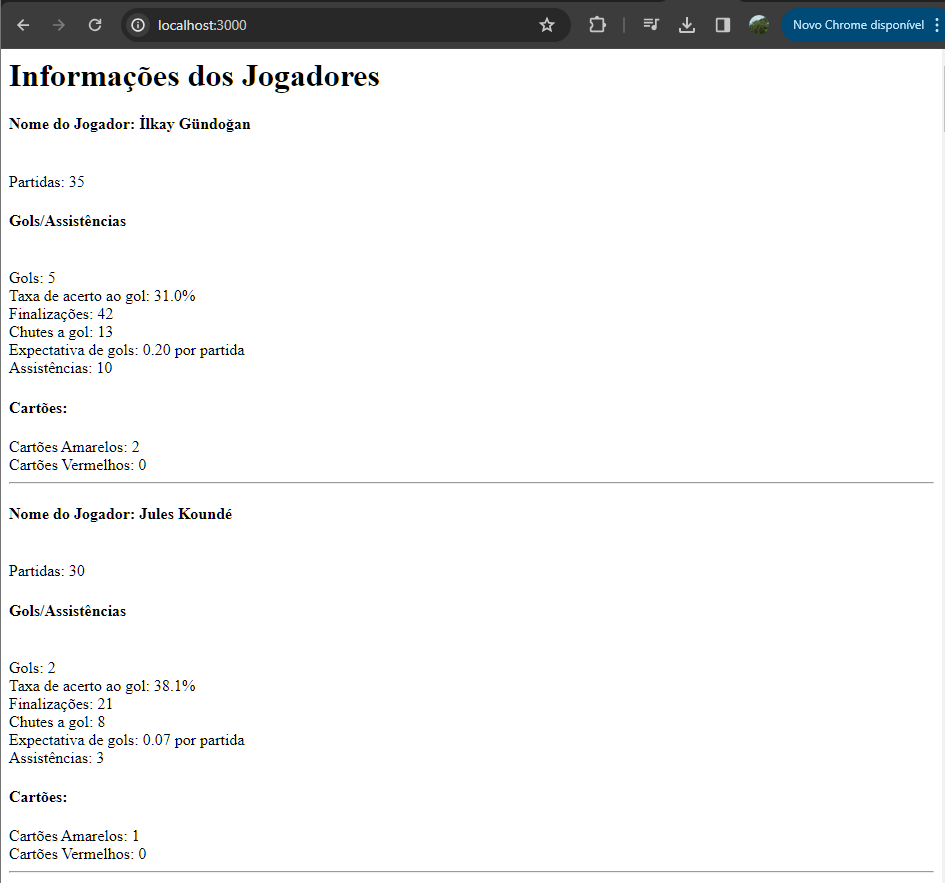 localhost:3000
Novo Chrome disponível
Informações dos Jogadores
Nome do Jogador: İlkay Gündoğan
Partidas: 35
Gols/Assistências
Gols: 5
Taxa de acerto ao gol: 31.0%
Finalizações: 42
Chutes a gol: 13
Expectativa de gols: 0.20 por partida
Assistências: 10
Cartões:
Cartões Amarelos: 2
Cartões Vermelhos: 0
Nome do Jogador: Jules Koundé
Partidas: 30
Gols/Assistências
Gols: 2
Taxa de acerto ao gol: 38.1%
Finalizações: 21
Chutes a gol: 8
Expectativa de gols: 0.07 por partida
Assistências: 3
Cartões:
Cartões Amarelos: 1
Cartões Vermelhos: 0